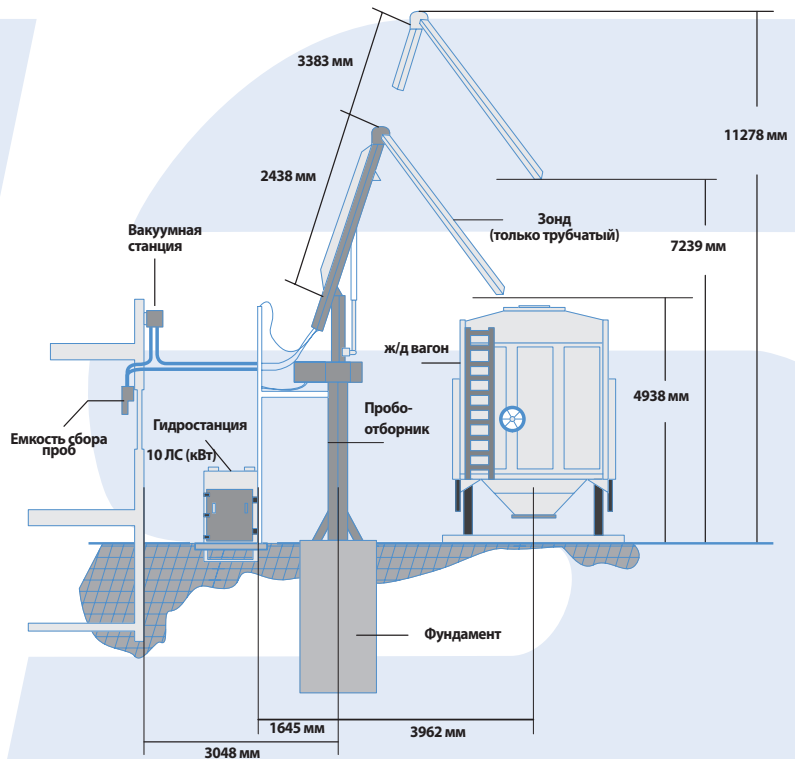 3383 мм
11278 мм
2438 мм
Зонд
(только трубчатый)
7239 мм
Вакуумная
станция
ж/д вагон
4938 мм
Пробо-
отборник
Емкость сбора
проб
Гидростанция
10 ЛС (кВт)
Фундамент
1645 мм
3962 мм
3048 мм